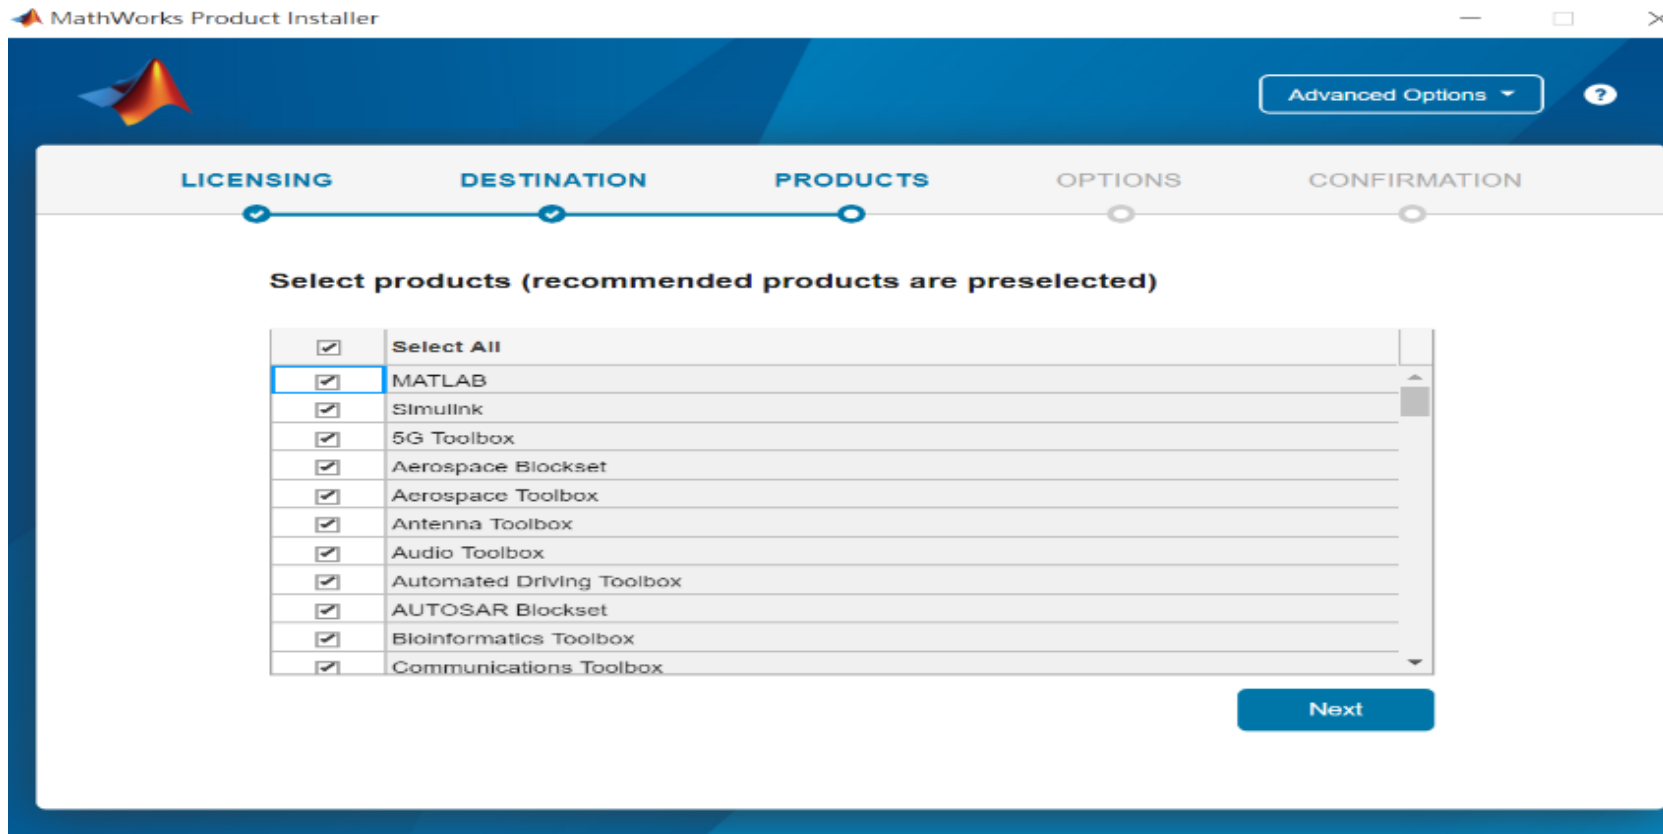 MathWorks Product Installer
Advanced Options
?
LICENSING DESTINATION PRODUCTS OPTIONS CONFIRMATION
Select products (recommended products are preselected)
Select All
MATLAB
Simulink
5G Toolbox
Aerospace Blockset
Aerospace Toolbox
Antenna Toolbox
Audio Toolbox
Automated Driving Toolbox
AUTOSAR Blockset
Bioinformatics Toolbox
Communications Toolbox
Next